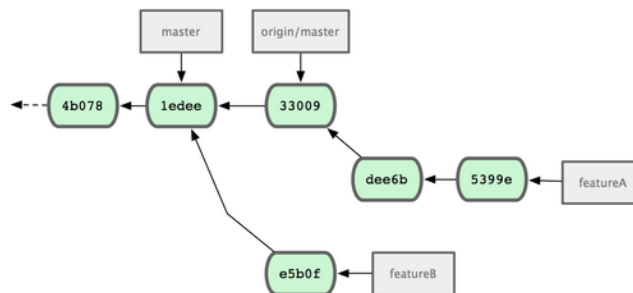 master
origin/master
4b078
1edee
33009
dee6b
5399e
featureA
e5b0f
featureB